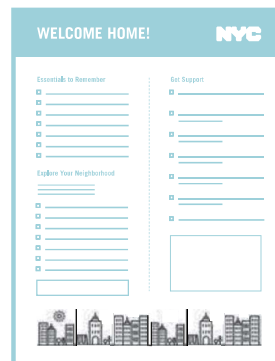 WELCOME HOME!
NYC
Essentials to Remember
Explore Your Neighborhood
Get Support